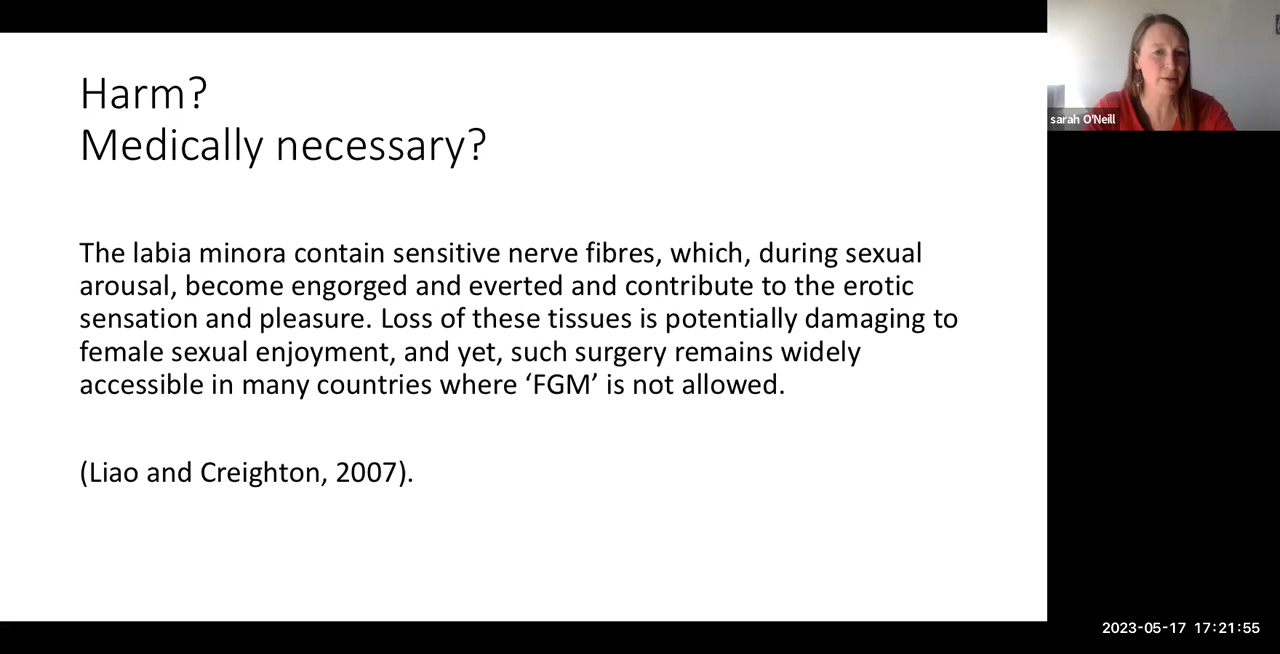 Harm?
Medically necessary?
sarah O'Neill
The labia minora contain sensitive nerve fibres, which, during sexual
arousal, become engorged and everted and contribute to the erotic
sensation and pleasure. Loss of these tissues is potentially damaging to
female sexual enjoyment, and yet, such surgery remains widely
accessible in many countries where ‘FGM’ is not allowed.
(Liao and Creighton, 2007).
2023-05-17 17:21:55